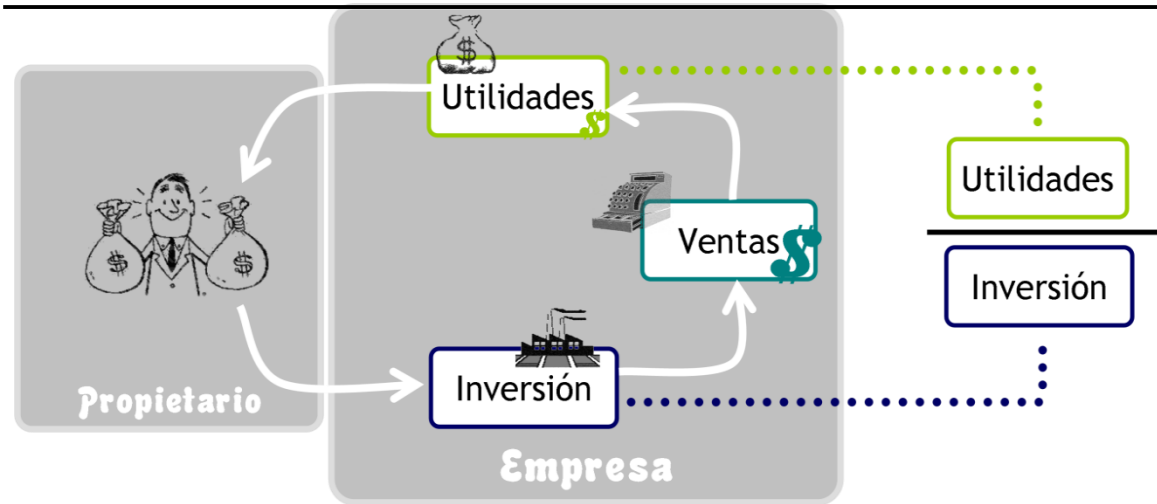 Utilidades
$
Utilidades
Ventas
$
Inversión
Inversión
$
$
Propietario
Empresa
$